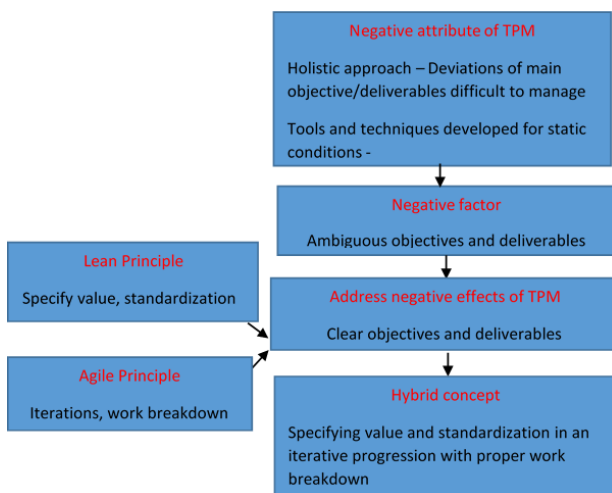 Negative attribute of TPM
Holistic approach – Deviations of main
objective/deliverables difficult to manage
Tools and techniques developed for static
conditions -
Negative factor
Ambiguous objectives and deliverables
Lean Principle
Specify value, standardization
Address negative effects of TPM
Clear objectives and deliverables
Agile Principle
Iterations, work breakdown
Hybrid concept
Specifying value and standardization in an
iterative progression with proper work
breakdown